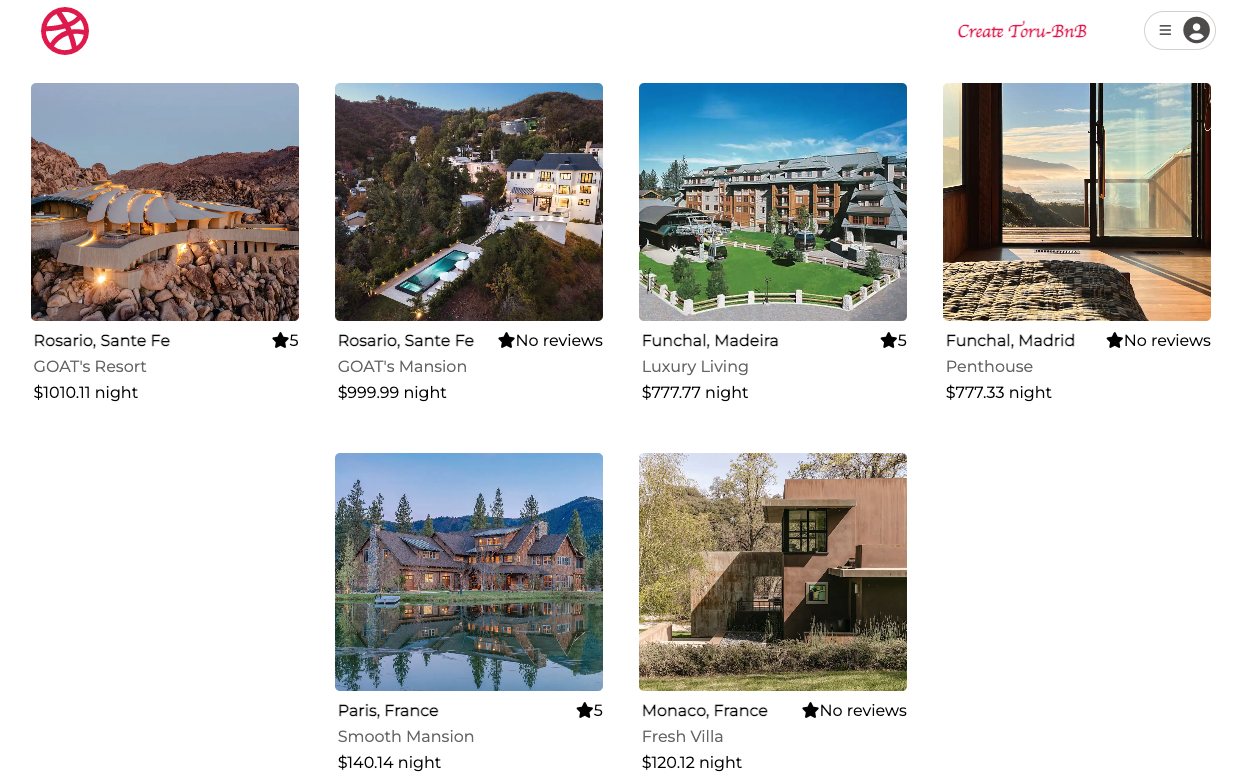 Create Toru-BnB
Rosario, Sante Fe ★5
GOAT's Resort
$1010.11 night
Rosario, Sante Fe ★No reviews
GOAT's Mansion
$999.99 night
Funchal, Madeira ★5
Luxury Living
$777.77 night
Funchal, Madrid ★No reviews
Penthouse
$777.33 night
Paris, France ★5
Smooth Mansion
$140.14 night
Monaco, France ★No reviews
Fresh Villa
$120.12 night